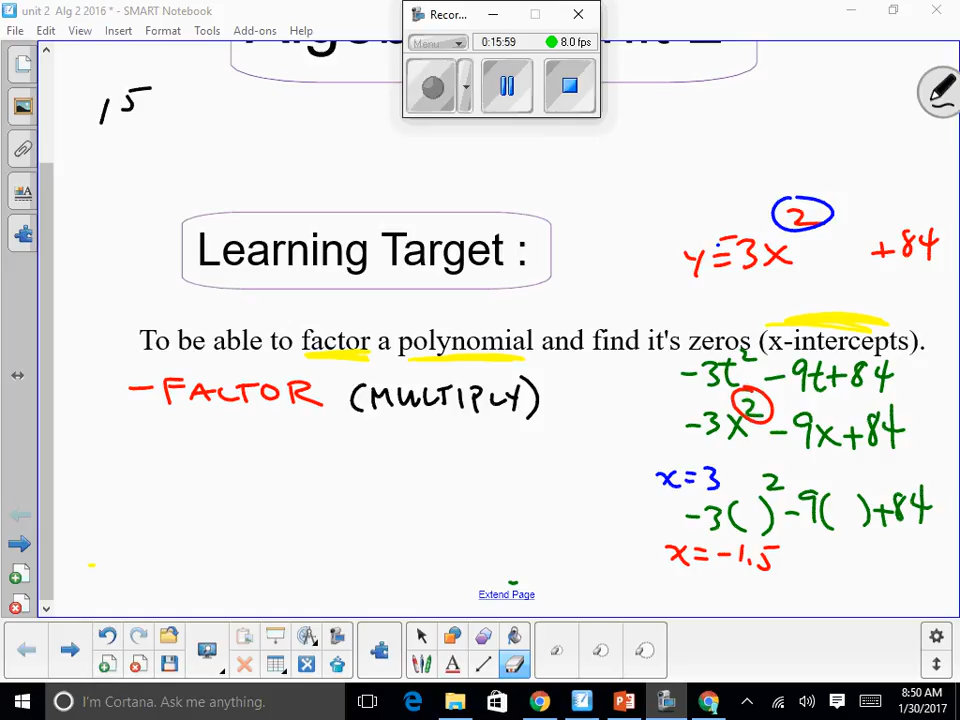 unit 2 Alg 2 2016 * - SMART Notebook
Recor...
File Edit View Insert Format Tools Add-ons Help
Menu
0:15:59
8.0 fps
15
Learning Target :
y=-3x² +84
To be able to factor a polynomial and find it's zeros (x-intercepts).
- FACTOR (MULTIPLY)
-3t² -9t+84
-3x² -9x+84
x=3
-3( )² -9( )+84
x=-1.5
Extend Page
I'm Cortana. Ask me anything.
8:50 AM
1/30/2017